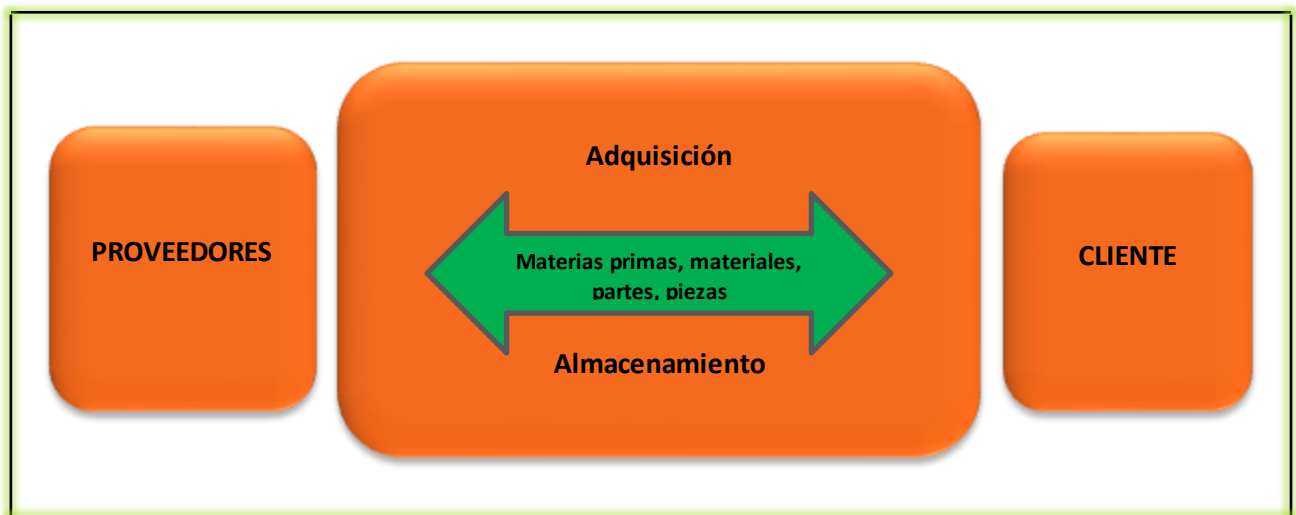 Adquisición
PROVEEDORES
Materias primas, materiales,
partes, piezas
CLIENTE
Almacenamiento